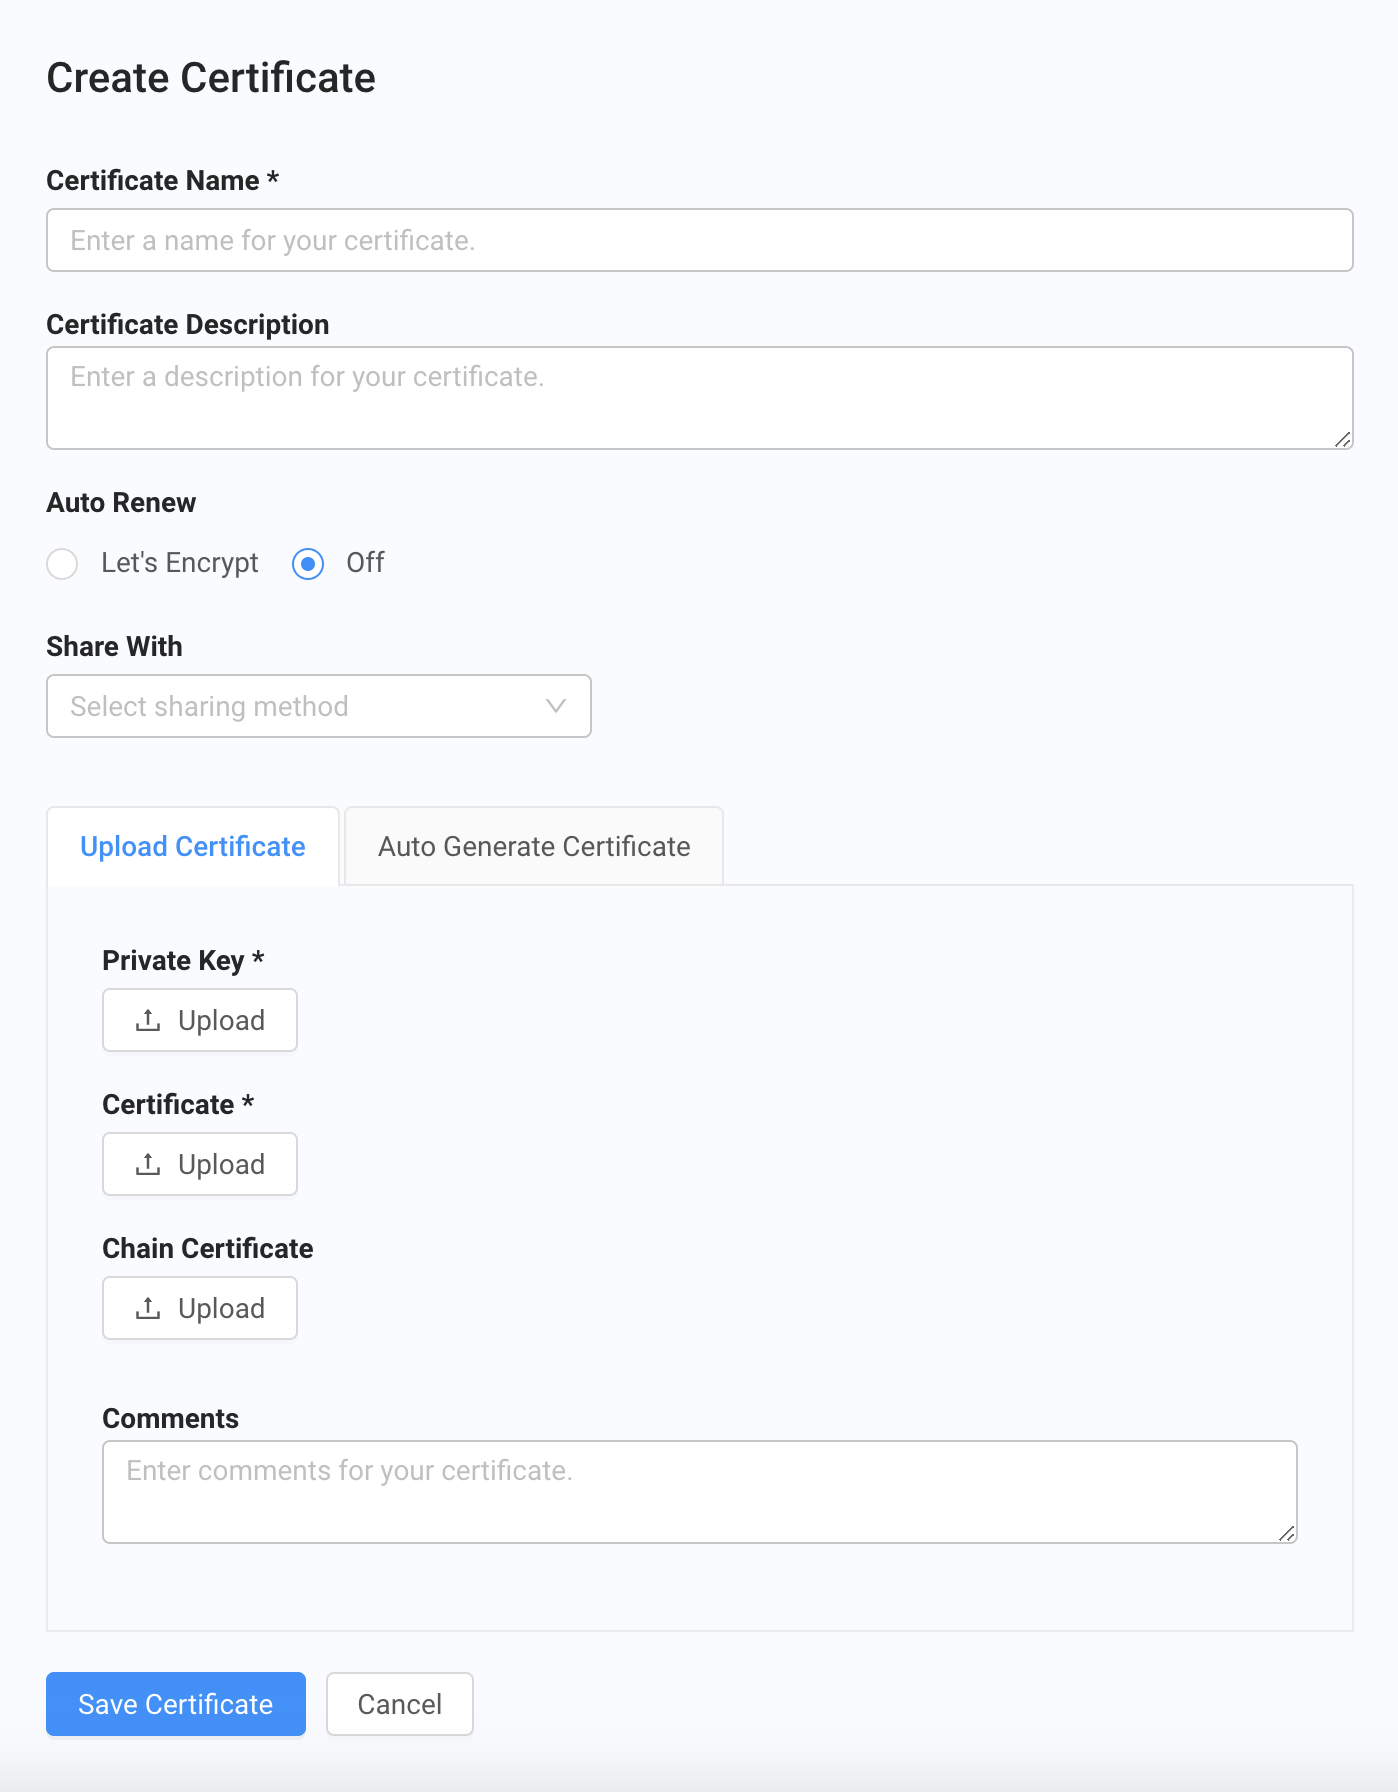 Create Certificate
Certificate Name *
Enter a name for your certificate.
Certificate Description
Enter a description for your certificate.
Auto Renew
Let's Encrypt Off
Share With
Select sharing method
Upload Certificate Auto Generate Certificate
Private Key *
Upload
Certificate *
Upload
Chain Certificate
Upload
Comments
Enter comments for your certificate.
Save Certificate Cancel